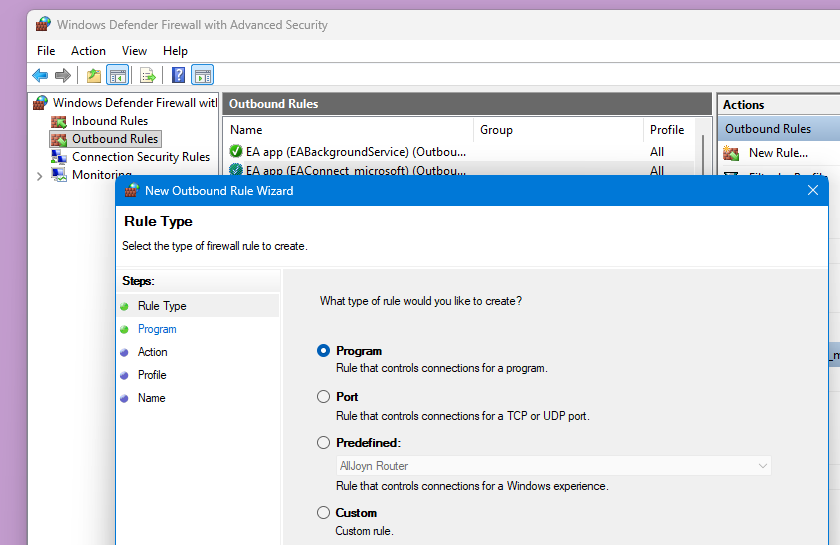 Windows Defender Firewall with Advanced Security
File Action View Help
Windows Defender Firewall witl
Inbound Rules
Outbound Rules
Connection Security Rules
Monitoring
Outbound Rules
Name Group Profile
EA app (EABackgroundService) (Outbou... All
EA app (EAConnect_microsoft) (Outbou... All
Actions
Outbound Rules
New Rule...
New Outbound Rule Wizard
Rule Type
Select the type of firewall rule to create.
Steps:
Rule Type
Program
Action
Profile
Name
What type of rule would you like to create?
Program
Rule that controls connections for a program.
Port
Rule that controls connections for a TCP or UDP port.
Predefined:
AllJoyn Router
Rule that controls connections for a Windows experience.
Custom
Custom rule.